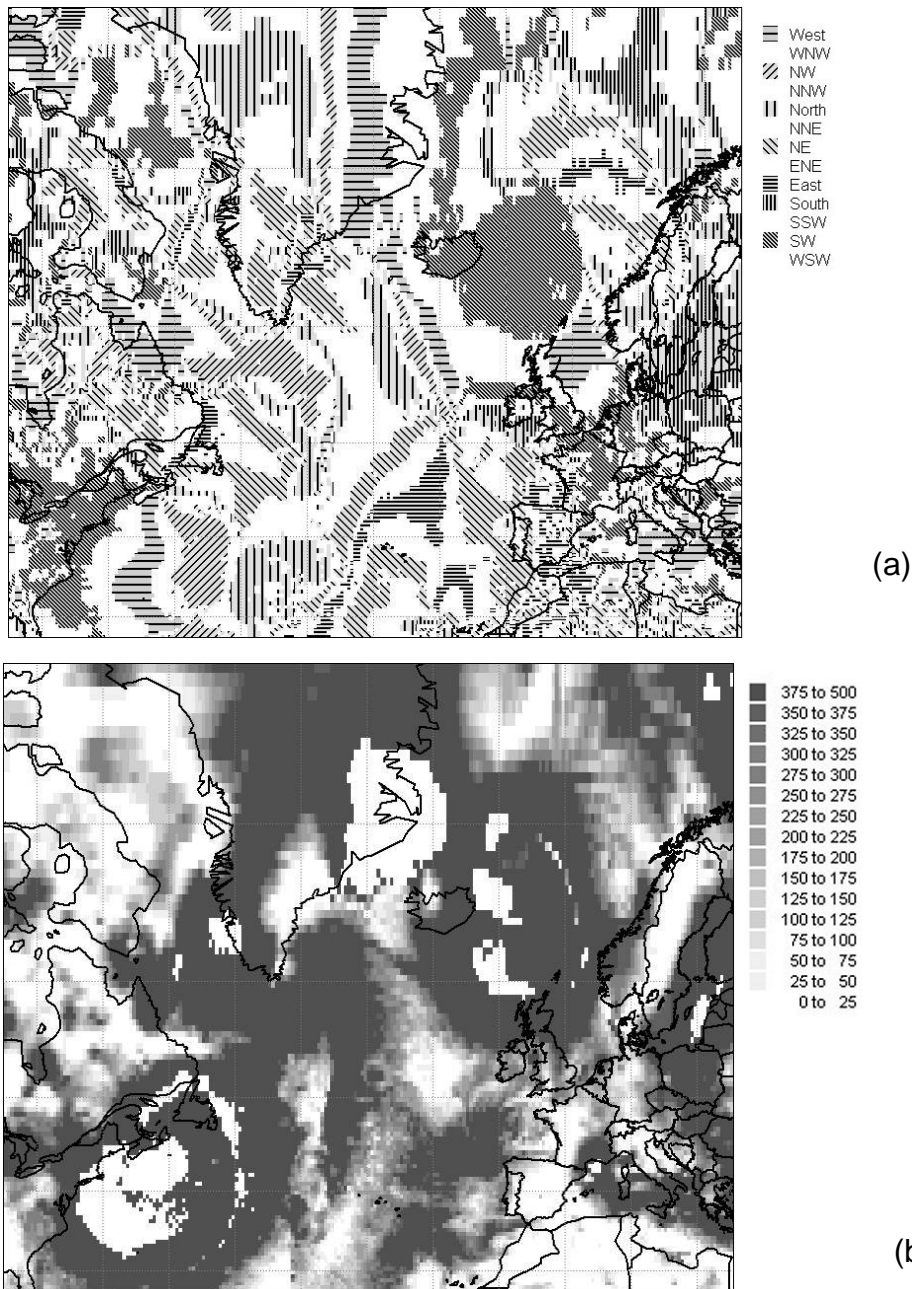 West
WNW
NW
NNW
North
NNE
NE
ENE
East
South
SSW
SW
WSW
(a)
375 to 500
350 to 375
325 to 350
300 to 325
275 to 300
250 to 275
225 to 250
200 to 225
175 to 200
150 to 175
125 to 150
100 to 125
75 to 100
50 to 75
25 to 50
0 to 25
(b